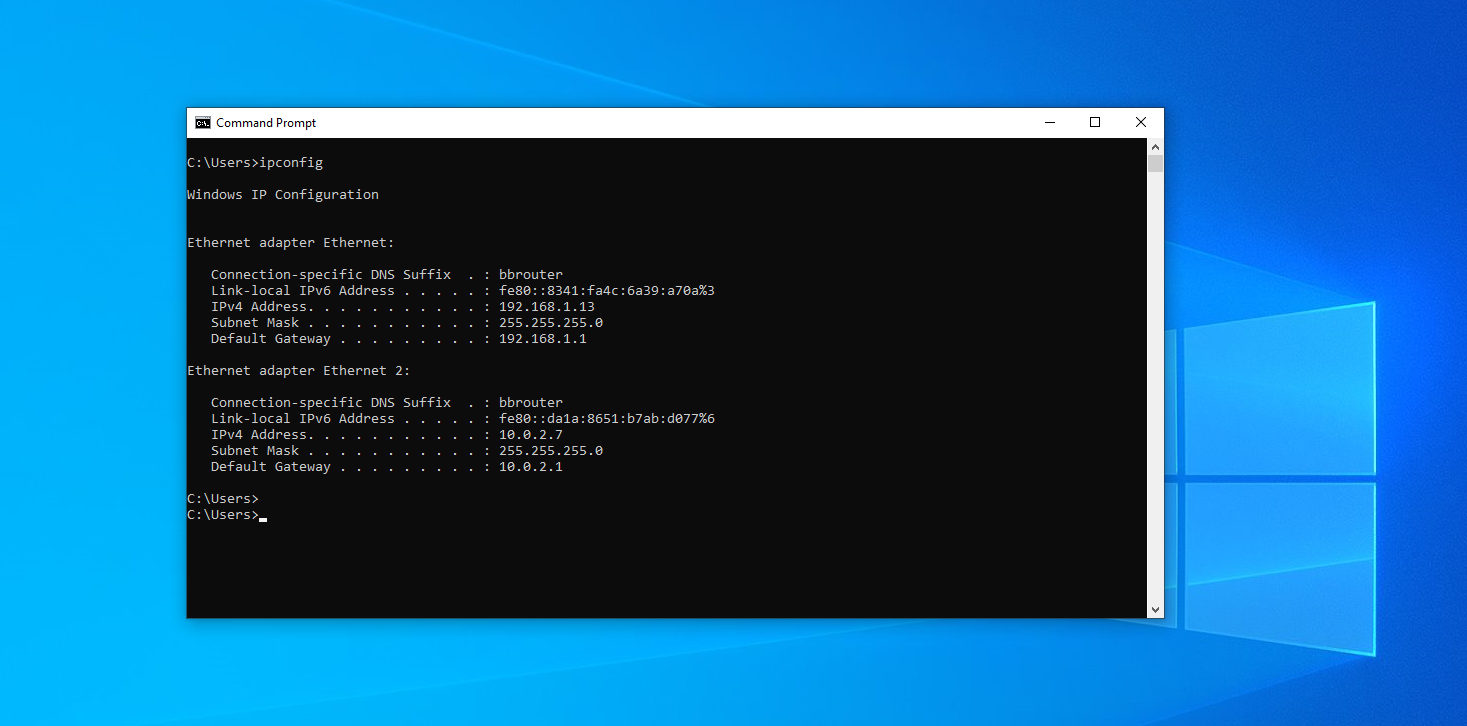 Command Prompt
C:\Users>ipconfig
Windows IP Configuration
Ethernet adapter Ethernet:
Connection-specific DNS Suffix . : bbrouter
Link-local IPv6 Address . . . . . : fe80::8341:fa4c:6a39:a70a%3
IPv4 Address. . . . . . . . . . . : 192.168.1.13
Subnet Mask . . . . . . . . . . . : 255.255.255.0
Default Gateway . . . . . . . . . : 192.168.1.1
Ethernet adapter Ethernet 2:
Connection-specific DNS Suffix . : bbrouter
Link-local IPv6 Address . . . . . : fe80::da1a:8651:b7ab:d077%6
IPv4 Address. . . . . . . . . . . : 10.0.2.7
Subnet Mask . . . . . . . . . . . : 255.255.255.0
Default Gateway . . . . . . . . . : 10.0.2.1
C:\Users>
C:\Users>